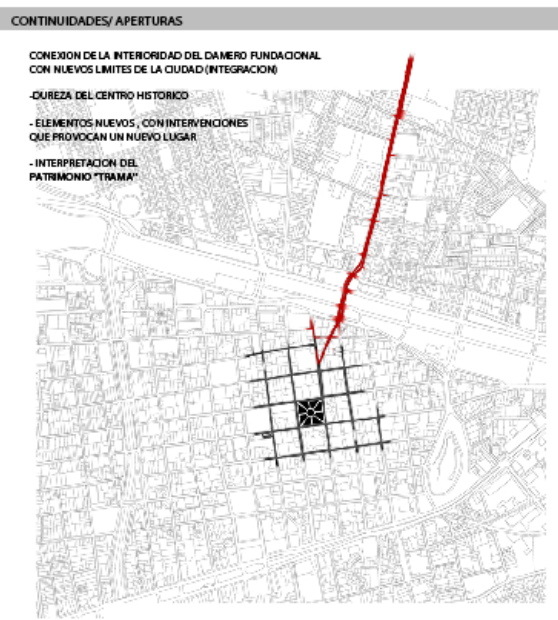 CONTINUIDADES/ APERTURAS
CONEXION DE LA INTERIORIDAD DEL DAMERO FUNDACIONAL
CON NUEVOS LIMITES DE LA CIUDAD (INTEGRACION)
-DUREZA DEL CENTRO HISTORICO
- ELEMENTOS NUEVOS , CON INTERVENCIONES
QUE PROVOCAN UN NUEVO LUGAR
- INTERPRETACION DEL
PATRIMONIO "TRAMA"